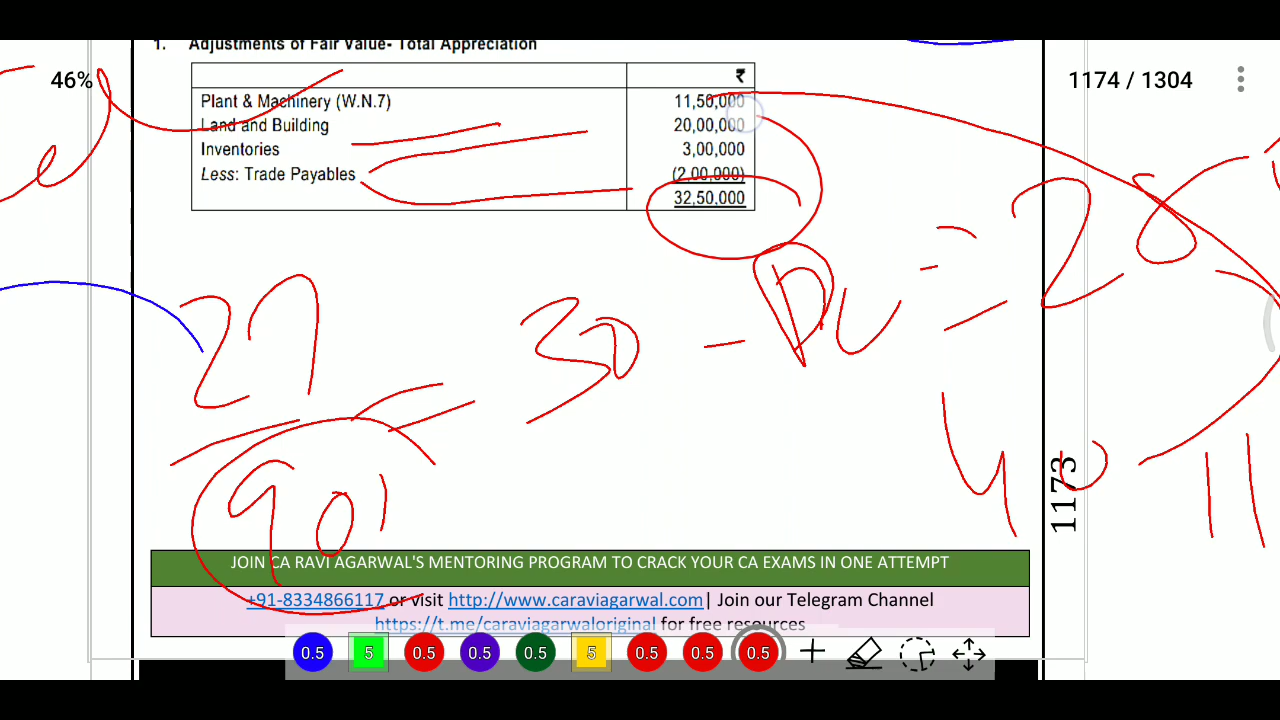 46%
1174 / 1304
1. Adjustments of Fair Value- Total Appreciation
₹
Plant & Machinery (W.N.7) 11,50,000
Land and Building 20,00,000
Inventories 3,00,000
Less: Trade Payables (2,00,000)
32,50,000
28
27 = 30 -
90%
40
11
1173
JOIN CA RAVI AGARWAL'S MENTORING PROGRAM TO CRACK YOUR CA EXAMS IN ONE ATTEMPT
+91-8334866117 or visit http://www.caraviagarwal.com| Join our Telegram Channel
https://t.me/caraviagarwaloriginal for free resources
0.5 5 0.5 0.5 0.5 5 0.5 0.5 0.5